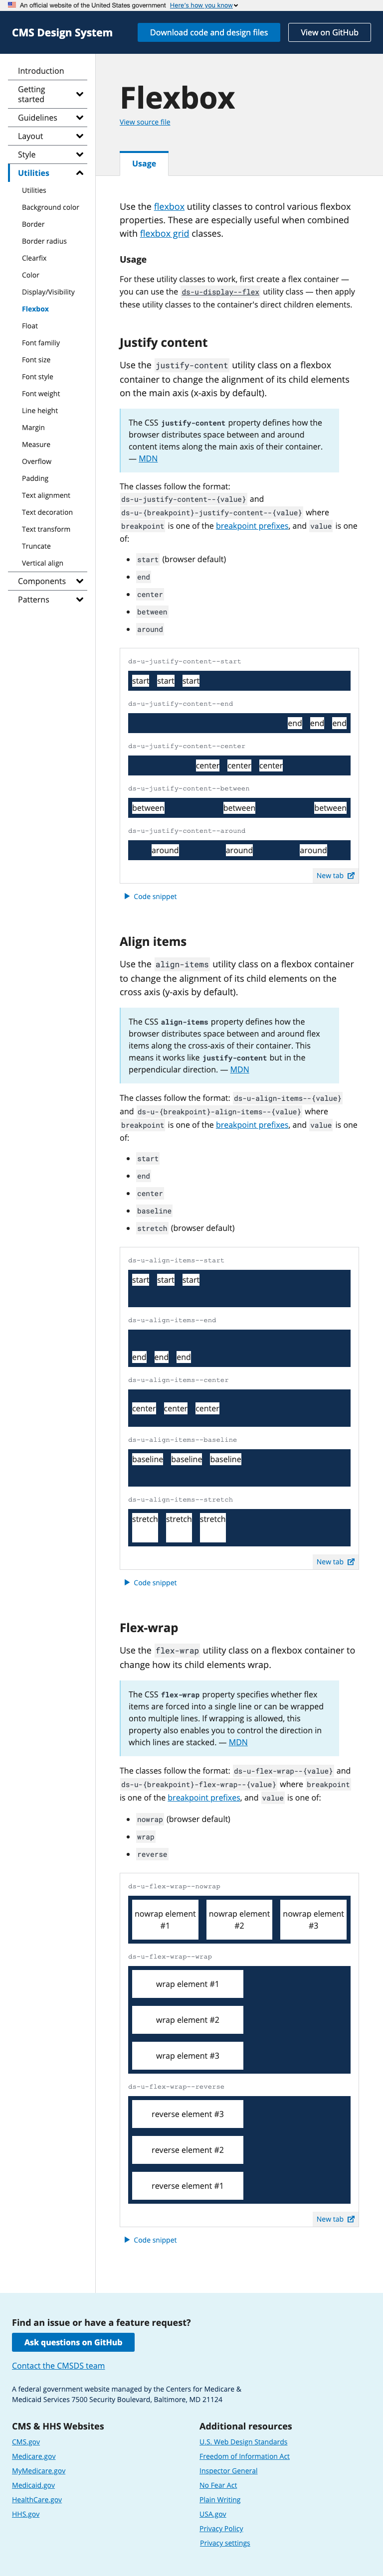 An official website of the United States government Here's how you know
CMS Design System
Download code and design files
View on GitHub
Introduction
Getting
started
Guidelines
Layout
Style
Utilities
Utilities
Background color
Border
Border radius
Clearfix
Color
Display/Visibility
Flexbox
Float
Font familiy
Font size
Font style
Font weight
Line height
Margin
Measure
Overflow
Padding
Text alignment
Text decoration
Text transform
Truncate
Vertical align
Components
Patterns
Flexbox
View source file
Usage
Use the flexbox utility classes to control various flexbox
properties. These are especially useful when combined
with flexbox grid classes.
Usage
For these utility classes to work, first create a flex container —
you can use the ds-u-display--flex utility class — then apply
these utility classes to the container's direct children elements.
Justify content
Use the justify-content utility class on a flexbox
container to change the alignment of its child elements
on the main axis (x-axis by default).
The CSS justify-content property defines how the
browser distributes space between and around
content items along the main axis of their container.
— MDN
The classes follow the format:
ds-u-justify-content--{value} and
ds-u-{breakpoint}-justify-content--{value} where
breakpoint is one of the breakpoint prefixes, and value is one
of:
start (browser default)
end
center
between
around
ds-u-justify-content--start
start start start
ds-u-justify-content--end
end end end
ds-u-justify-content--center
center center center
ds-u-justify-content--between
between between between
ds-u-justify-content--around
around around around
New tab
Code snippet
Align items
Use the align-items utility class on a flexbox container
to change the alignment of its child elements on the
cross axis (y-axis by default).
The CSS align-items property defines how the
browser distributes space between and around flex
items along the cross-axis of their container. This
means it works like justify-content but in the
perpendicular direction. — MDN
The classes follow the format: ds-u-align-items--{value}
and ds-u-{breakpoint}-align-items--{value} where
breakpoint is one of the breakpoint prefixes, and value is one
of:
start
end
center
baseline
stretch (browser default)
ds-u-align-items--start
start start start
ds-u-align-items--end
end end end
ds-u-align-items--center
center center center
ds-u-align-items--baseline
baseline baseline baseline
ds-u-align-items--stretch
stretch stretch stretch
New tab
Code snippet
Flex-wrap
Use the flex-wrap utility class on a flexbox container to
change how its child elements wrap.
The CSS flex-wrap property specifies whether flex
items are forced into a single line or can be wrapped
onto multiple lines. If wrapping is allowed, this
property also enables you to control the direction in
which lines are stacked. — MDN
The classes follow the format: ds-u-flex-wrap--{value} and
ds-u-{breakpoint}-flex-wrap--{value} where breakpoint
is one of the breakpoint prefixes, and value is one of:
nowrap (browser default)
wrap
reverse
ds-u-flex-wrap--nowrap
nowrap element nowrap element nowrap element
#1 #2 #3
ds-u-flex-wrap--wrap
wrap element #1
wrap element #2
wrap element #3
ds-u-flex-wrap--reverse
reverse element #3
reverse element #2
reverse element #1
New tab
Code snippet
Find an issue or have a feature request?
Ask questions on GitHub
Contact the CMSDS team
A federal government website managed by the Centers for Medicare &
Medicaid Services 7500 Security Boulevard, Baltimore, MD 21124
CMS & HHS Websites
CMS.gov
Medicare.gov
MyMedicare.gov
Medicaid.gov
HealthCare.gov
HHS.gov
Additional resources
U.S. Web Design Standards
Freedom of Information Act
Inspector General
No Fear Act
Plain Writing
USA.gov
Privacy Policy
Privacy settings